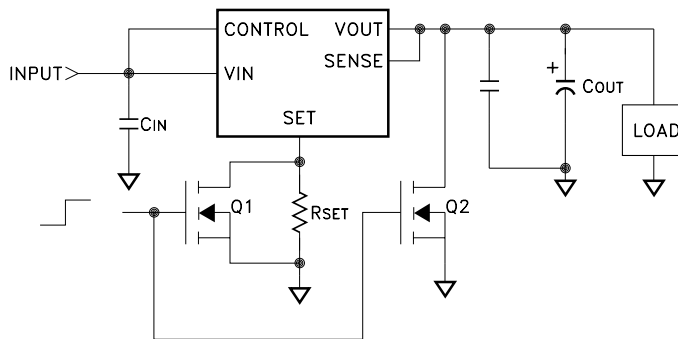 CONTROL
VOUT
SENSE
INPUT
VIN
+
COUT
CIN
SET
LOAD
Q1
RSET
Q2